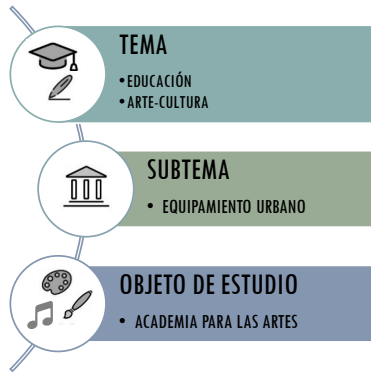 TEMA
•EDUCACIÓN
•ARTE-CULTURA
SUBTEMA
• EQUIPAMIENTO URBANO
OBJETO DE ESTUDIO
• ACADEMIA PARA LAS ARTES